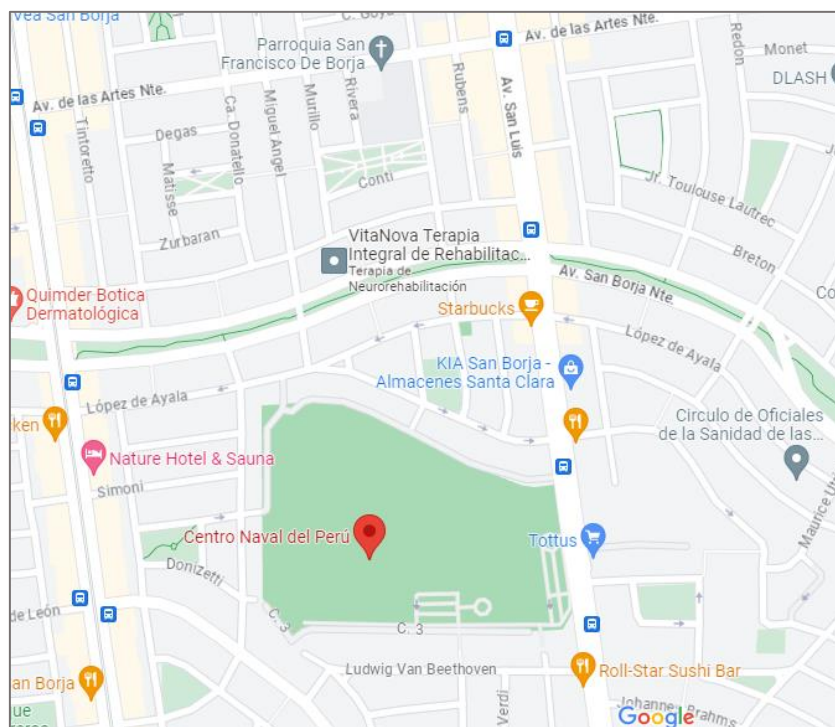 Vea San Borja
C. Goya
Av. de las Artes Nte.
Monet
Redon
Parroquia San
Francisco De Borja
DLASH
Av. de las Artes Nte.
Tintoretto
Ca. Donatello
Miguel Angel
Murillo
Rivera
Rubens
Av. San Luis
Degas
Matisse
Conti
Jr. Toulouse Lautrec
Zurbaran
VitaNova Terapia
Integral de Rehabilitac...
Terapia de
Neurorehabilitación
Breton
Av. San Borja Nte.
Quimder Botica
Dermatológica
Starbucks
López de Ayala
KIA San Borja -
Almacenes Santa Clara
López de Ayala
Circulo de Oficiales
de la Sanidad de las...
ken
Nature Hotel & Sauna
Simoni
Maurice
Centro Naval del Perú
Tottus
Donizetti
de León
C. 3
C. 3
Ludwig Van Beethoven
Roll-Star Sushi Bar
an Borja
Verdi
Johannes Brahms
que
Google